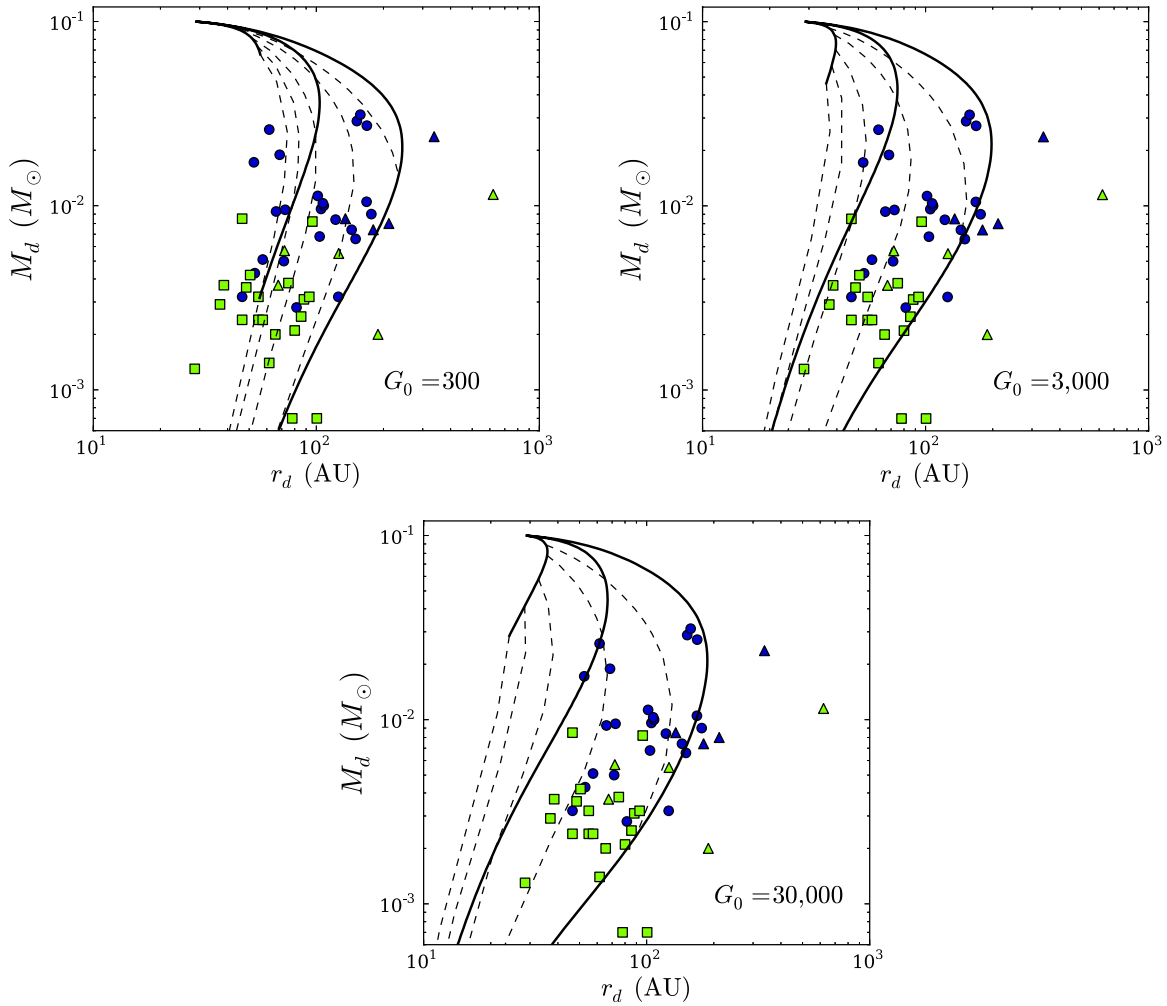 10^{-1}
10^{-2}
10^{-3}
M_d (M_⊙)
G_0 =300
10^1
10^2
10^3
r_d (AU)
10^{-1}
10^{-2}
10^{-3}
M_d (M_⊙)
G_0 =3,000
10^1
10^2
10^3
r_d (AU)
10^{-1}
10^{-2}
10^{-3}
M_d (M_⊙)
G_0 =30,000
10^1
10^2
10^3
r_d (AU)